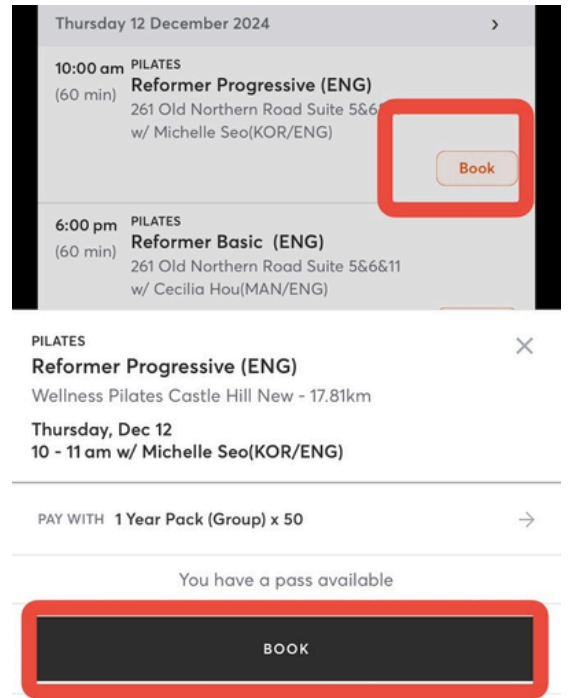 Thursday 12 December 2024
10:00 am PILATES
(60 min) Reformer Progressive (ENG)
261 Old Northern Road Suite 5&6
w/ Michelle Seo(KOR/ENG)
Book
6:00 pm PILATES
(60 min) Reformer Basic (ENG)
261 Old Northern Road Suite 5&6&11
w/ Cecilia Hou(MAN/ENG)
PILATES
Reformer Progressive (ENG)
Wellness Pilates Castle Hill New - 17.81km
Thursday, Dec 12
10 - 11 am w/ Michelle Seo(KOR/ENG)
PAY WITH 1 Year Pack (Group) x 50
You have a pass available
BOOK